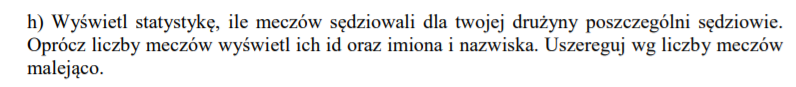 h) Wyświetl statystykę, ile meczów sędziowali dla twojej drużyny poszczególni sędziowie.
Oprócz liczby meczów wyświetl ich id oraz imiona i nazwiska. Uszereguj wg liczby meczów
malejąco.